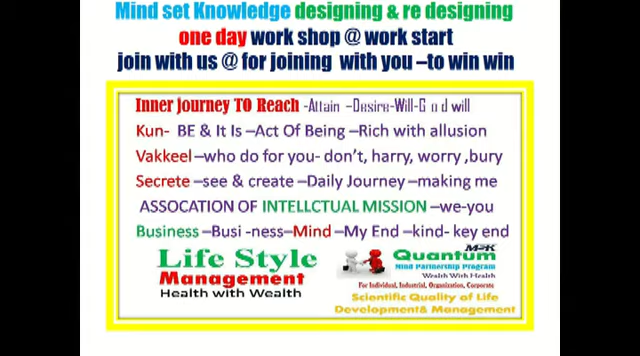 Mind set Knowledge designing & re designing
one day work shop @ work start
join with us @ for joining with you –to win win
Inner journey TO Reach -Attain –Desire-Will-G o d will
Kun- BE & It Is –Act Of Being –Rich with allusion
Vakkeel –who do for you- don't, harry, worry ,bury
Secrete –see & create –Daily Journey –making me
ASSOCATION OF INTELLCTUAL MISSION –we-you
Business –Busi -ness–Mind –My End –kind- key end
Life Style
Management
Health with Wealth
Quantum
Mind Partnership Program
Wealth With Health
For Individual, Industrial, Organization, Corporate
Scientific Quality of Life
Development& Management